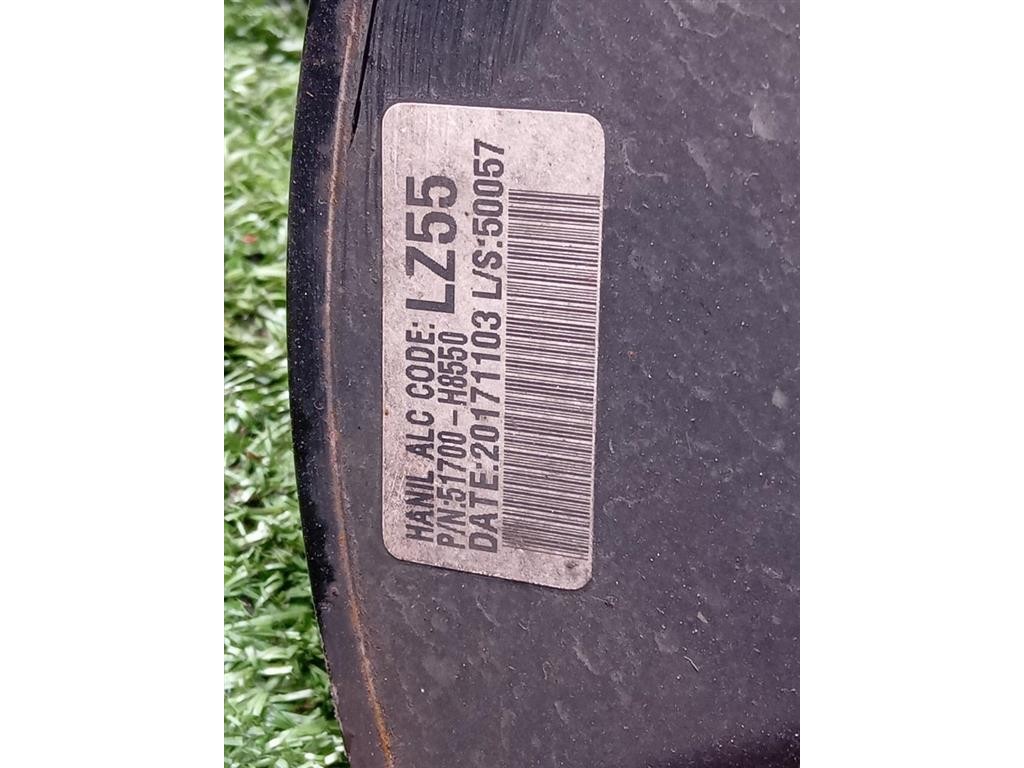 HANIL ALC CODE: LZ55
P/N:51700-H8550
DATE:20171103 L/S:50057